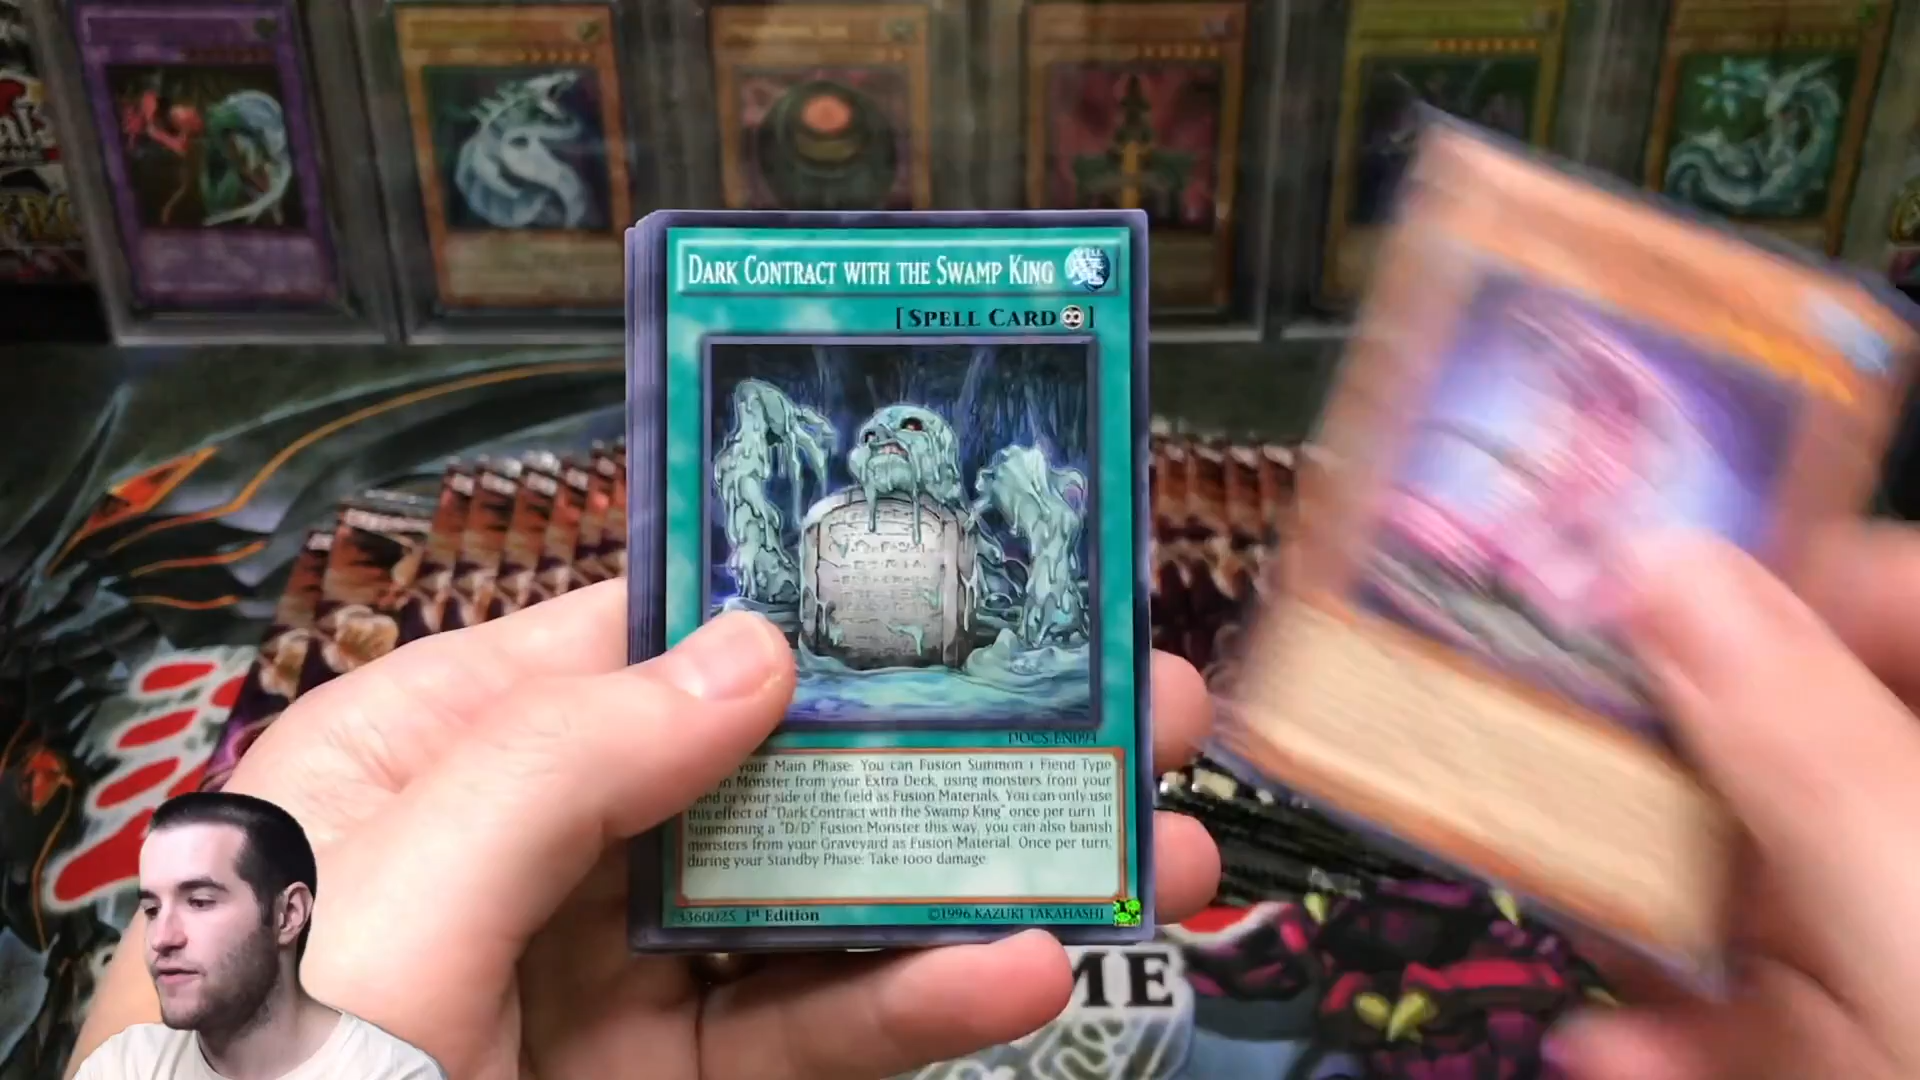 DARK CONTRACT WITH THE SWAMP KING
[SPELL CARD]
DOCS-EN094
your Main Phase: You can Fusion Summon 1 Fiend-Type
Monster from your Extra Deck, using monsters from your
or your side of the field as Fusion Materials. You can only use
this effect of "Dark Contract with the Swamp King" once per turn. If
Summoning a "D/D" Fusion Monster this way, you can also banish
monsters from your Graveyard as Fusion Material. Once per turn,
during your Standby Phase: Take 1000 damage.
1st Edition
©1996 KAZUKI TAKAHASHI
ME